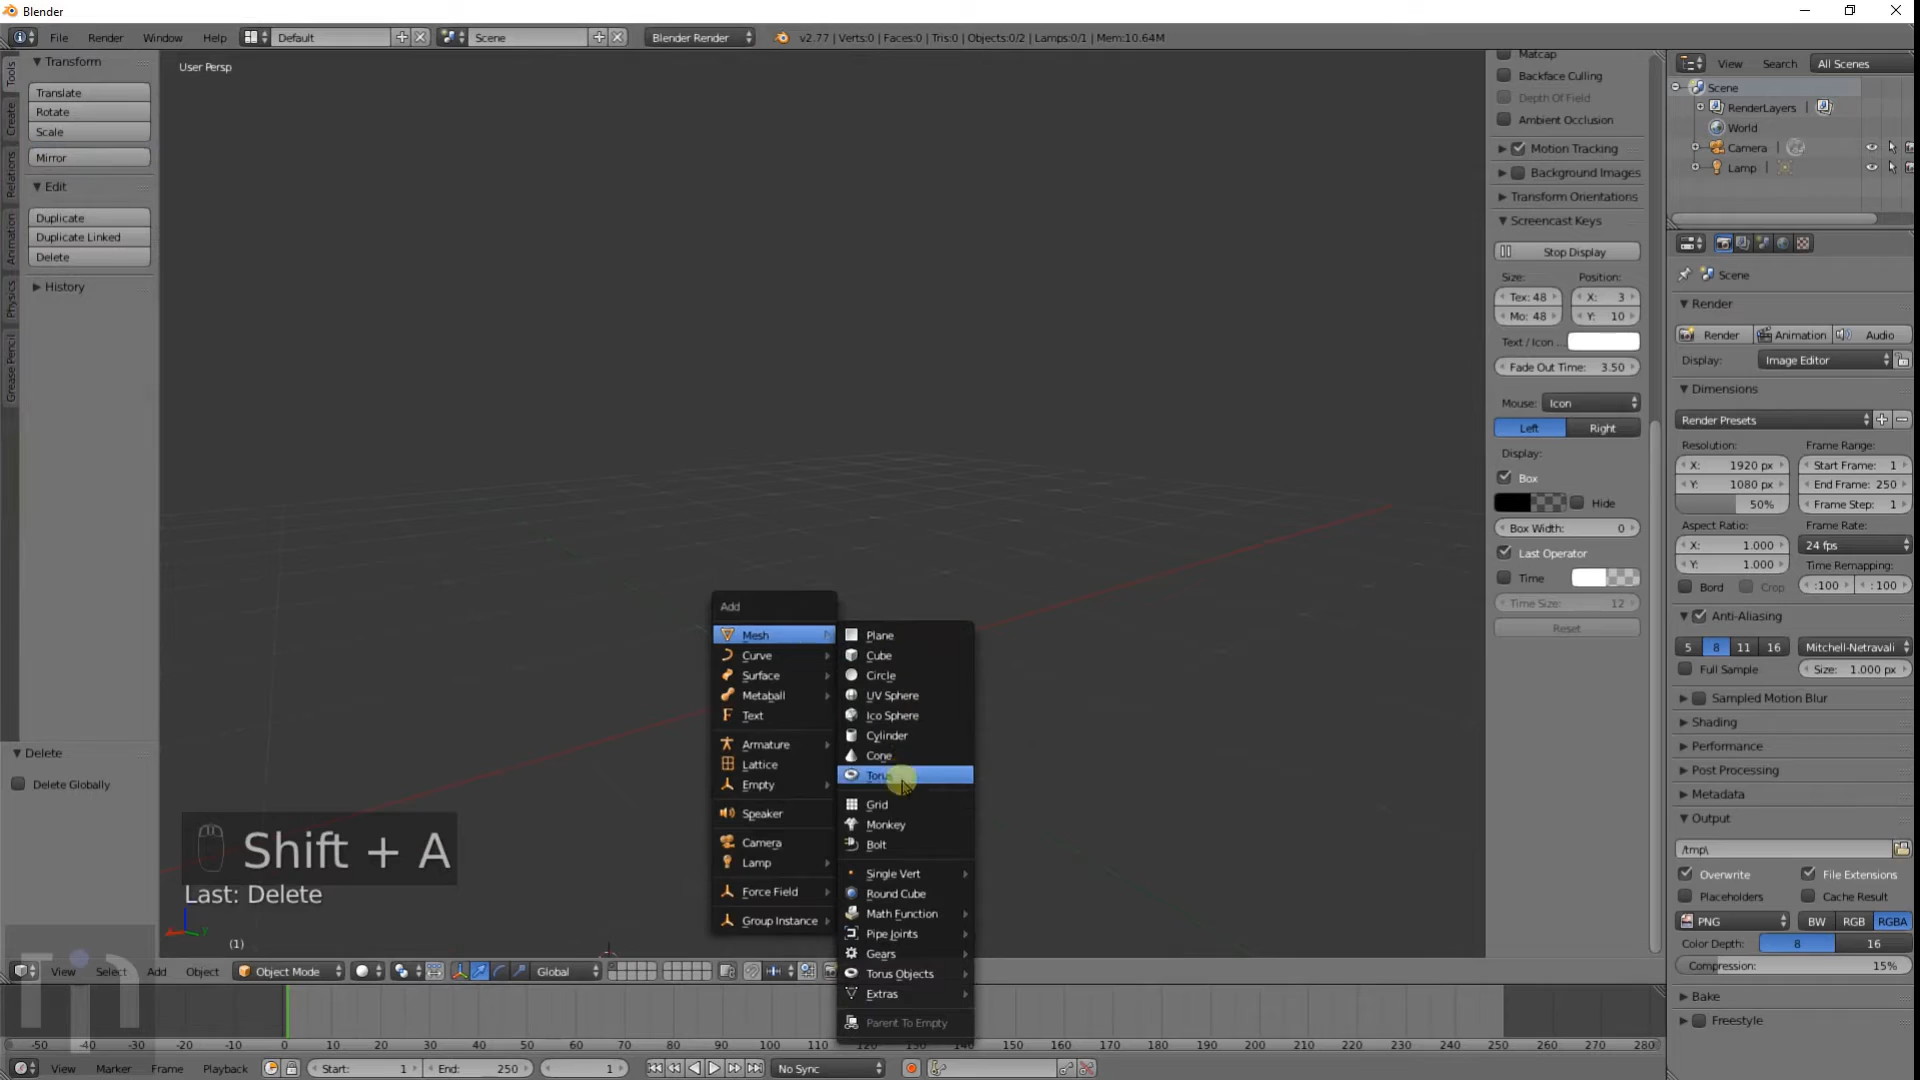 Blender
File Render Window Help Default Scene Blender Render v2.77 | Verts:0 | Faces:0 | Tris:0 | Objects:0/2 | Lamps:0/1 | Mem:10.64M
Tools
Create
Relations
Animation
Physics
Grease Pencil
Transform
Translate
Rotate
Scale
Mirror
Edit
Duplicate
Duplicate Linked
Delete
History
Delete
Delete Globally
User Persp
Shift + A
Last: Delete
(1)
Add
Mesh
Curve
Surface
Metaball
Text
Armature
Lattice
Empty
Speaker
Camera
Lamp
Force Field
Group Instance
Plane
Cube
Circle
UV Sphere
Ico Sphere
Cylinder
Cone
Torus
Grid
Monkey
Bolt
Single Vert
Round Cube
Math Function
Pipe Joints
Gears
Torus Objects
Extras
Parent To Empty
Matcap
Backface Culling
Depth Of Field
Ambient Occlusion
Motion Tracking
Background Images
Transform Orientations
Screencast Keys
Stop Display
Size: Position:
Tex: 48 X: 3
Mo: 48 Y: 10
Text / Icon ...
Fade Out Time: 3.50
Mouse: Icon
Left Right
Display:
Box
Hide
Box Width: 0
Last Operator
Time
Time Size: 12
Reset
View Search All Scenes
Scene
RenderLayers |
World
Camera |
Lamp |
Scene
Render
Render Animation Audio
Display: Image Editor
Dimensions
Render Presets
Resolution: Frame Range:
X: 1920 px Start Frame: 1
Y: 1080 px End Frame: 250
50% Frame Step: 1
Aspect Ratio: Frame Rate:
X: 1.000 24 fps
Y: 1.000 Time Remapping:
Bord Crop :100 :100
Anti-Aliasing
5 8 11 16 Mitchell-Netravali
Full Sample Size: 1.000 px
Sampled Motion Blur
Shading
Performance
Post Processing
Metadata
Output
/tmp\
Overwrite File Extensions
Placeholders Cache Result
PNG BW RGB RGBA
Color Depth: 8 16
Compression: 15%
Bake
Freestyle
View Select Add Object Object Mode Global
-50 -40 -30 -20 -10 0 10 20 30 40 50 60 70 80 90 100 110 120 130 140 150 160 170 180 190 200 210 220 230 240 250 260 270 280
View Marker Frame Playback Start: 1 End: 250 1 No Sync